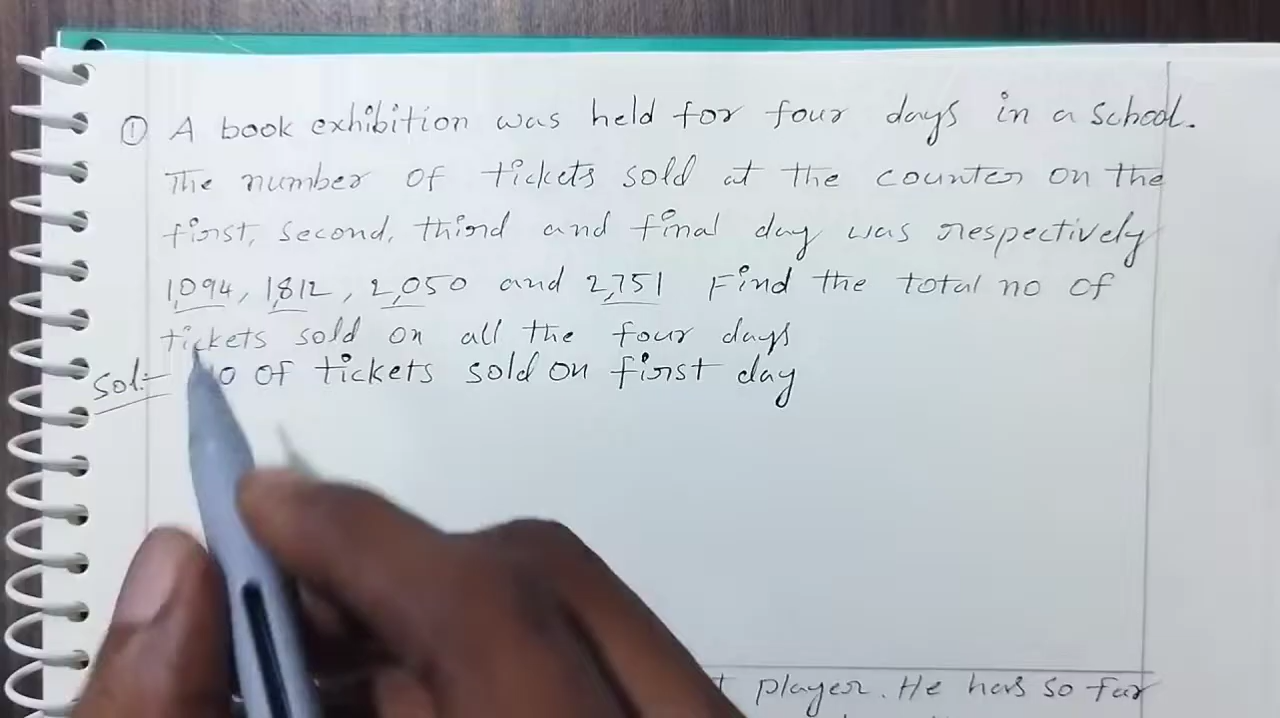 ① A book exhibition was held for four days in a school.
The number of tickets sold at the counter on the
first, second, third and final day was respectively
1,094, 1,812, 2,050 and 2,751 Find the total no of
tickets sold on all the four days
Sol:- of tickets sold on first day
player. He has so far